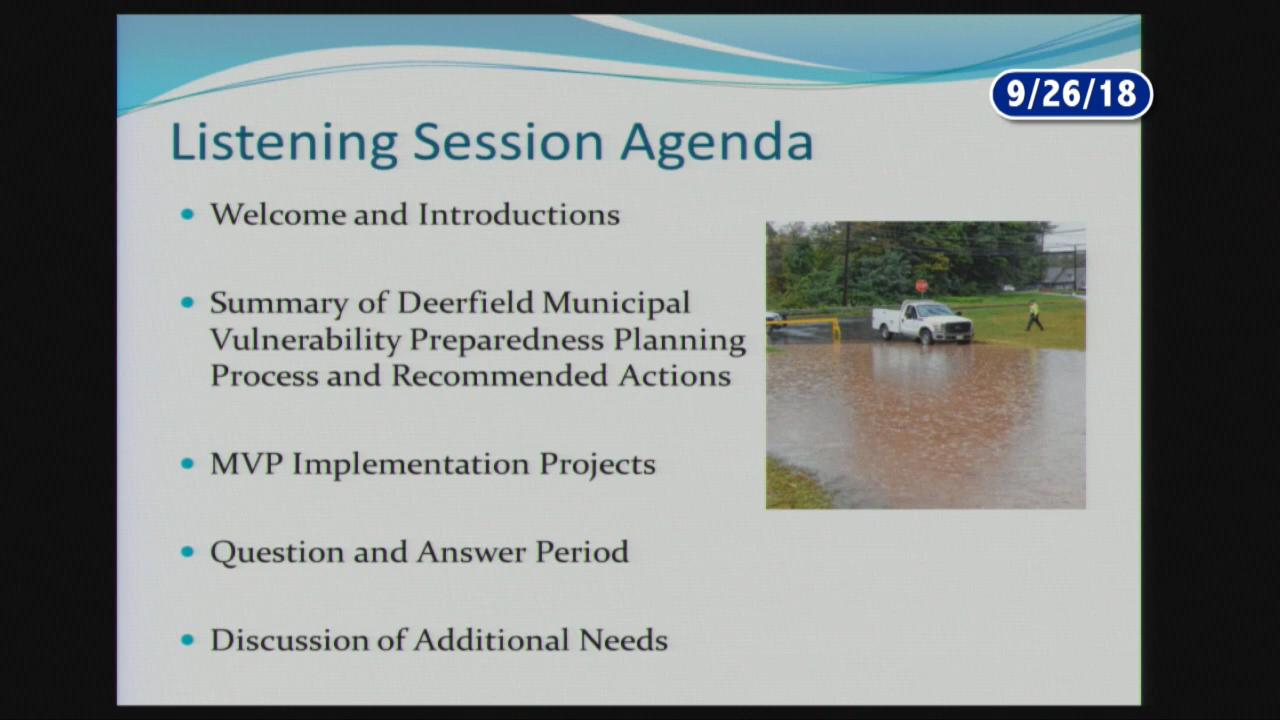 9/26/18
Listening Session Agenda
• Welcome and Introductions
• Summary of Deerfield Municipal
Vulnerability Preparedness Planning
Process and Recommended Actions
• MVP Implementation Projects
• Question and Answer Period
• Discussion of Additional Needs